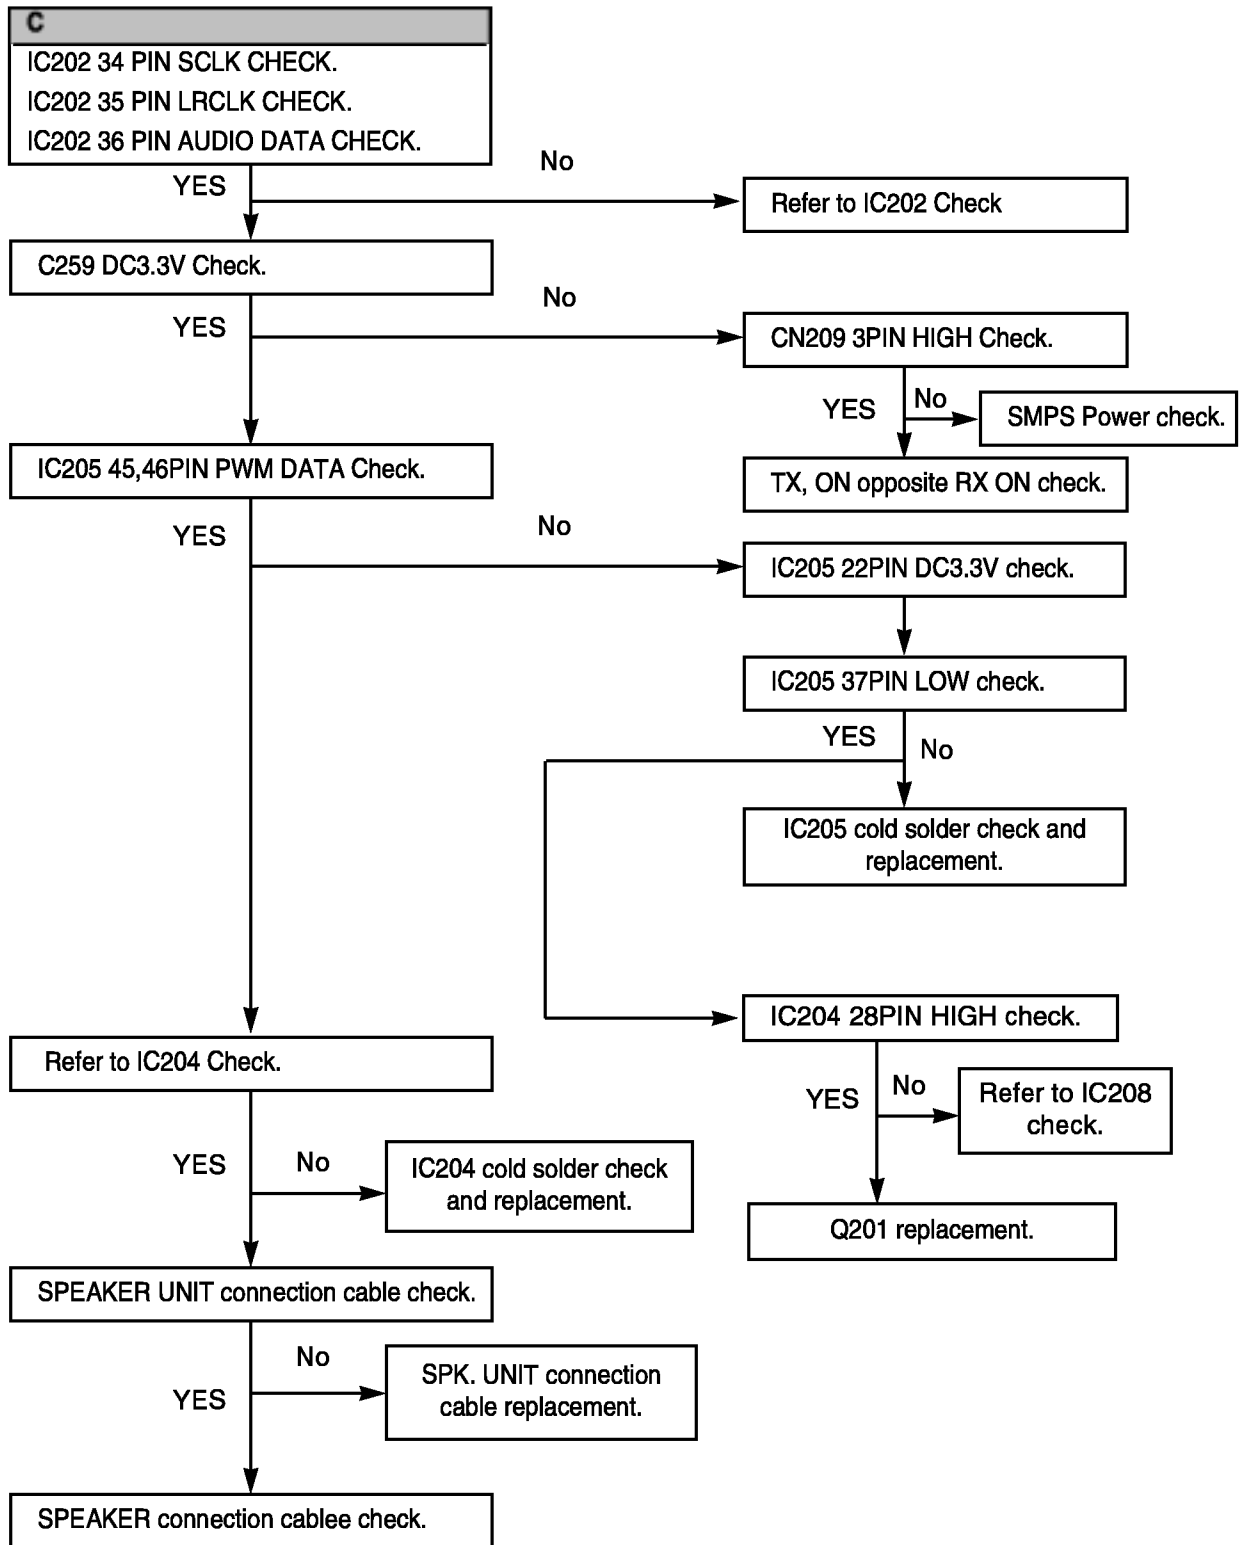 C
IC202 34 PIN SCLK CHECK.
IC202 35 PIN LRCLK CHECK.
IC202 36 PIN AUDIO DATA CHECK.
No
YES
Refer to IC202 Check
C259 DC3.3V Check.
No
YES
CN209 3PIN HIGH Check.
YES
No
SMPS Power check.
IC205 45,46PIN PWM DATA Check.
TX, ON opposite RX ON check.
No
YES
IC205 22PIN DC3.3V check.
IC205 37PIN LOW check.
YES
No
IC205 cold solder check and
replacement.
IC204 28PIN HIGH check.
Refer to IC204 Check.
YES
No
Refer to IC208
check.
YES
No
IC204 cold solder check
and replacement.
Q201 replacement.
SPEAKER UNIT connection cable check.
No
YES
SPK. UNIT connection
cable replacement.
SPEAKER connection cablee check.